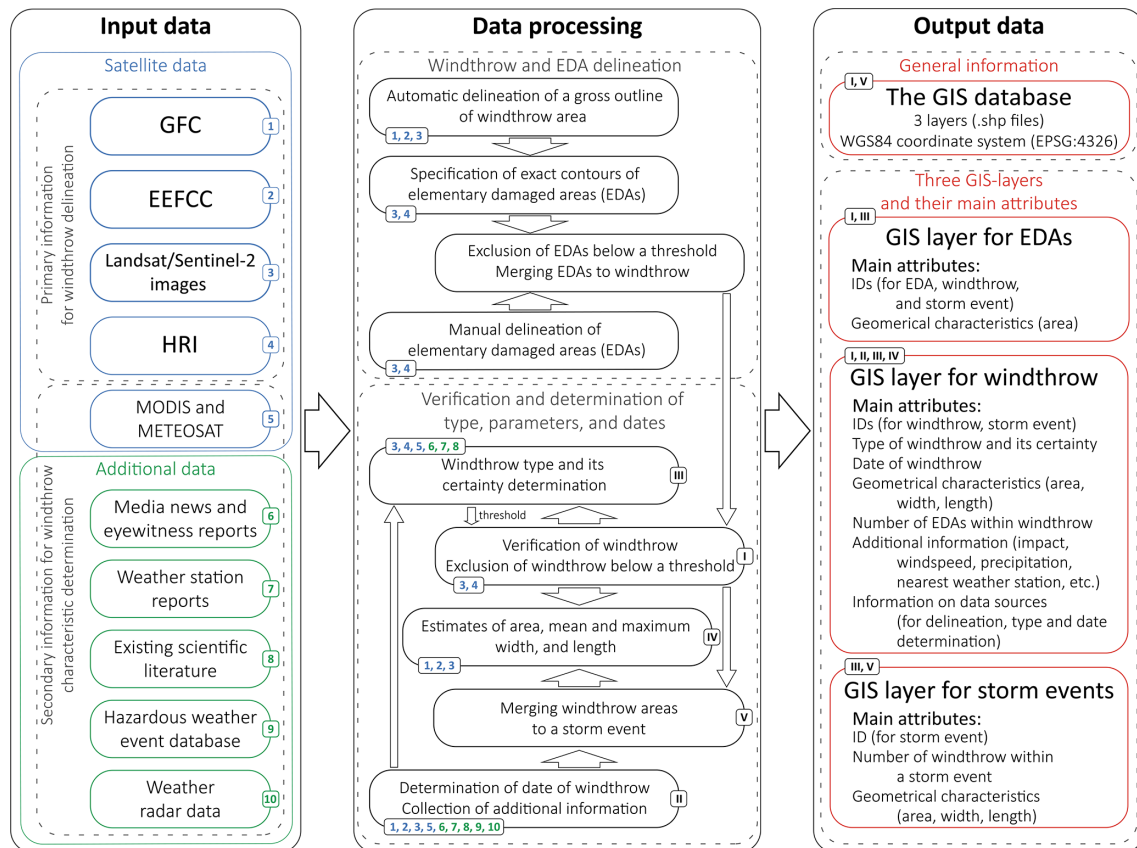 Input data
Satellite data
Primary information
for windthrow delineation
GFC
1
EEFCC
2
Landsat/Sentinel-2
images
3
HRI
4
MODIS and
METEOSAT
5
Secondary information for windthrow
characteristic determination
Additional data
Media news and
eyewitness reports
6
Weather station
reports
7
Existing scientific
literature
8
Hazardous weather
event database
9
Weather
radar data
10
Data processing
Windthrow and EDA delineation
Automatic delineation of a gross outline
of windthrow area
1, 2, 3
Specification of exact contours of
elementary damaged areas (EDAs)
3, 4
Exclusion of EDAs below a threshold
Merging EDAs to windthrow
Manual delineation of
elementary damaged areas (EDAs)
3, 4
Verification and determination of
type, parameters, and dates
3, 4, 5, 6, 7, 8
Windthrow type and its
certainty determination
III
threshold
Verification of windthrow
Exclusion of windthrow below a threshold
I
3, 4
Estimates of area, mean and maximum
width, and length
IV
1, 2, 3
Merging windthrow areas
to a storm event
V
Determination of date of windthrow
Collection of additional information
II
1, 2, 3, 5, 6, 7, 8, 9, 10
Output data
General information
I, V
The GIS database
3 layers (.shp files)
WGS84 coordinate system (EPSG:4326)
Three GIS-layers
and their main attributes
I, III
GIS layer for EDAs
Main attributes:
IDs (for EDA, windthrow,
and storm event)
Geomerical characteristics (area)
I, II, III, IV
GIS layer for windthrow
Main attributes:
IDs (for windthrow, storm event)
Type of windthrow and its certainty
Date of windthrow
Geometrical characteristics (area,
width, length)
Number of EDAs within windthrow
Additional information (impact,
windspeed, precipitation,
nearest weather station, etc.)
Information on data sources
(for delineation, type and date
determination)
III, V
GIS layer for storm events
Main attributes:
ID (for storm event)
Number of windthrow within
a storm event
Geometrical characteristics
(area, width, length)